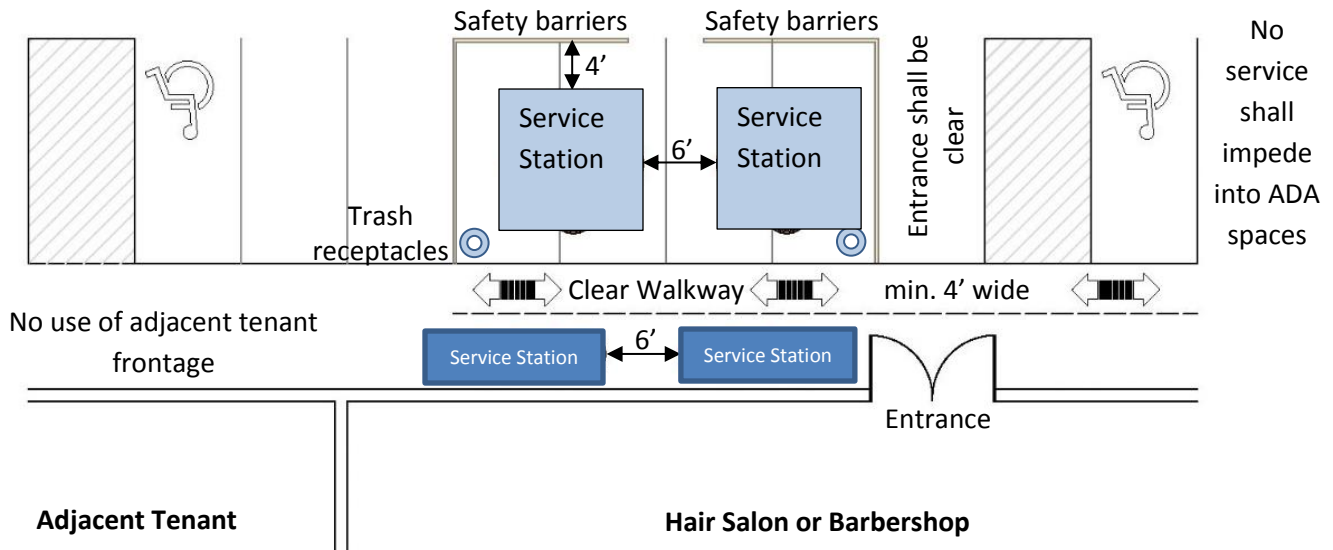 Safety barriers
Safety barriers
4’
Service
Station
6’
Service
Station
Entrance shall be
clear
No
service
shall
impede
into ADA
spaces
Trash
receptacles
Clear Walkway
min. 4’ wide
No use of adjacent tenant
frontage
Service Station
6’
Service Station
Entrance
Adjacent Tenant
Hair Salon or Barbershop